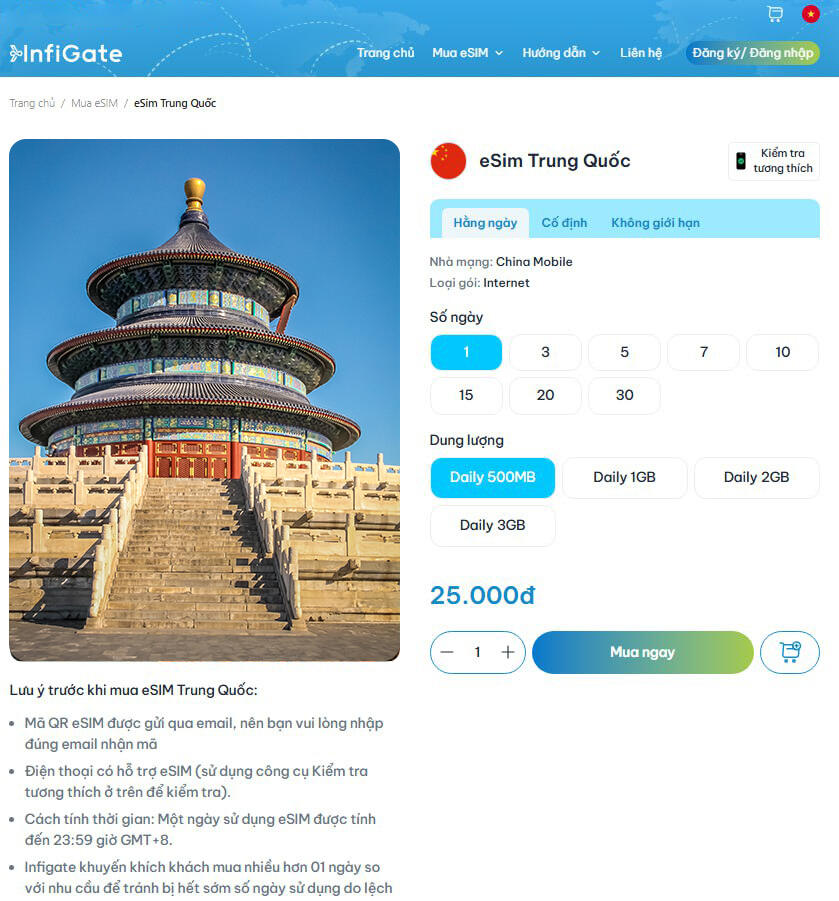 InfiGate
Trang chủ Mua eSIM Hướng dẫn Liên hệ Đăng ký/ Đăng nhập
Trang chủ / Mua eSIM / eSim Trung Quốc
eSim Trung Quốc
Kiểm tra
tương thích
Hằng ngày Cố định Không giới hạn
Nhà mạng: China Mobile
Loại gói: Internet
Số ngày
1 3 5 7 10
15 20 30
Dung lượng
Daily 500MB Daily 1GB Daily 2GB
Daily 3GB
25.000đ
— 1 + Mua ngay
Lưu ý trước khi mua eSIM Trung Quốc:
• Mã QR eSIM được gửi qua email, nên bạn vui lòng nhập
đúng email nhận mã
• Điện thoại có hỗ trợ eSIM (sử dụng công cụ Kiểm tra
tương thích ở trên để kiểm tra).
• Cách tính thời gian: Một ngày sử dụng eSIM được tính
đến 23:59 giờ GMT+8.
• Infigate khuyến khích khách mua nhiều hơn 01 ngày so
với nhu cầu để tránh bị hết sớm số ngày sử dụng do lệch